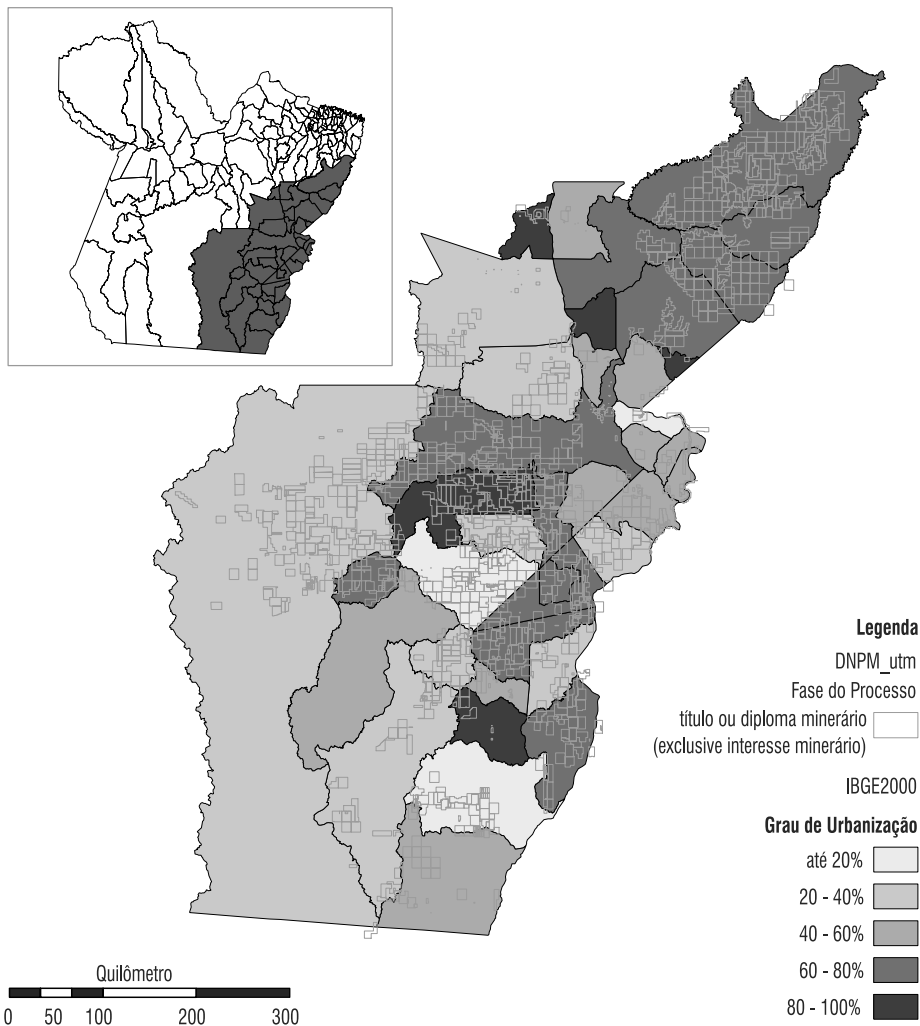 Legenda
DNPM_utm
Fase do Processo
título ou diploma minerário
(exclusive interesse minerário)
IBGE2000
Grau de Urbanização
até 20%
20 - 40%
40 - 60%
60 - 80%
80 - 100%
Quilômetro
0 50 100 200 300